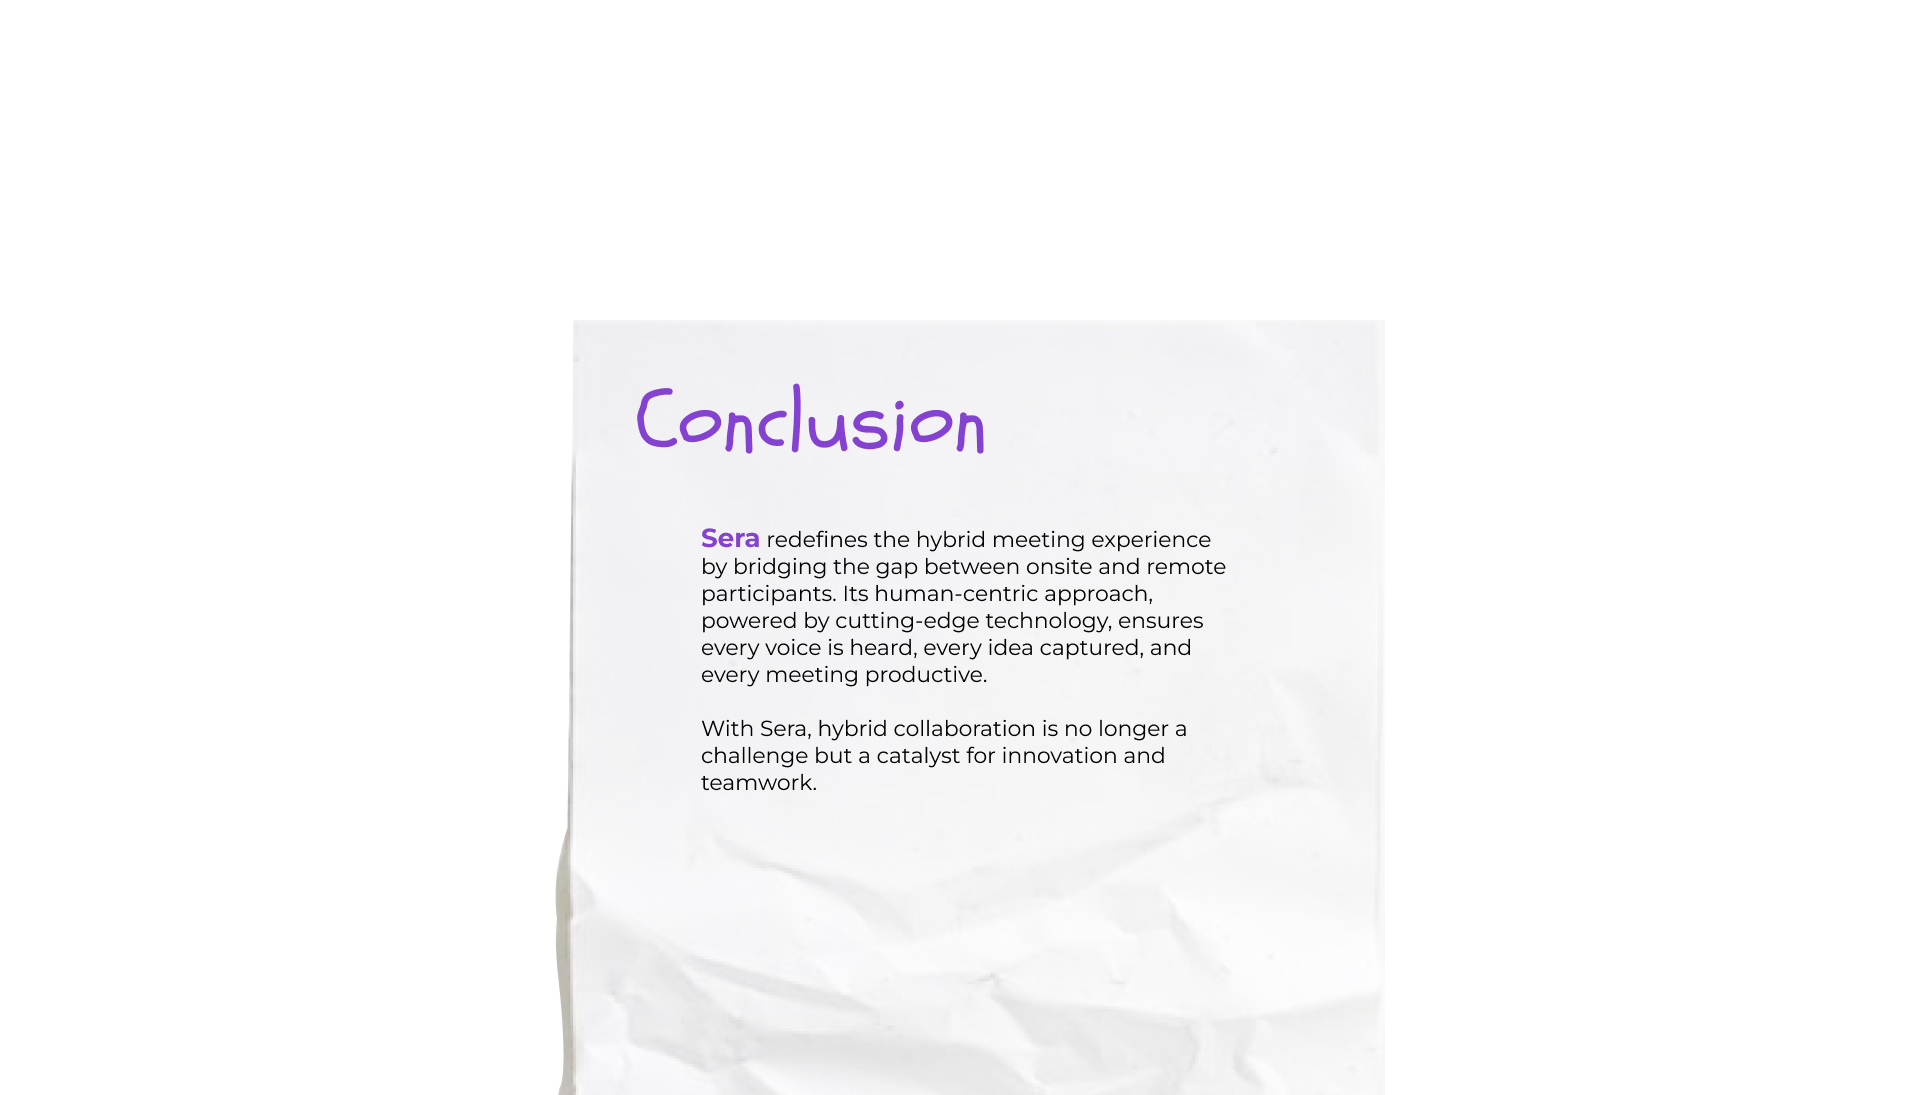 Conclusion
Sera redefines the hybrid meeting experience
by bridging the gap between onsite and remote
participants. Its human-centric approach,
powered by cutting-edge technology, ensures
every voice is heard, every idea captured, and
every meeting productive.
With Sera, hybrid collaboration is no longer a
challenge but a catalyst for innovation and
teamwork.